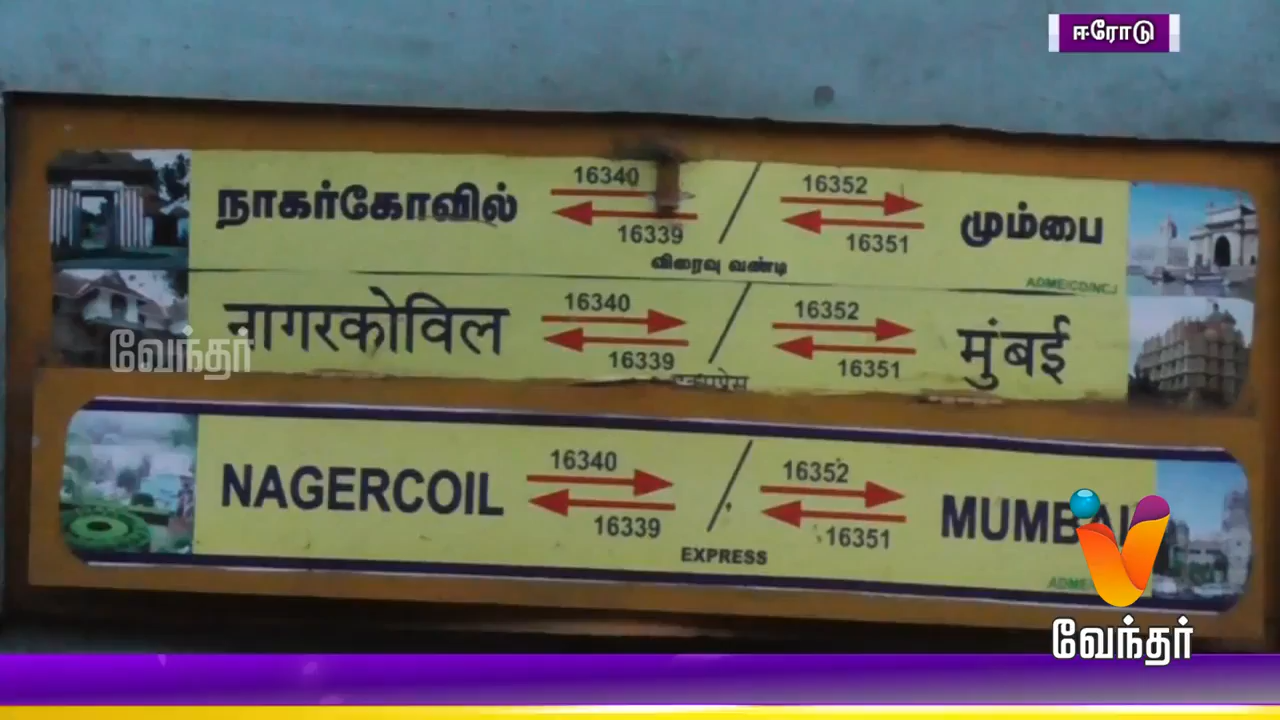 ஈரோடு
நாகர்கோவில் 16340 16339 / 16352 16351 மும்பை
விரைவு வண்டி
ADME/CD/NCJ
नागरकोविल 16340 16339 / 16352 16351 मुंबई
வேந்தர்
NAGERCOIL 16340 16339 / 16352 16351 MUMBAI
EXPRESS
வேந்தர்